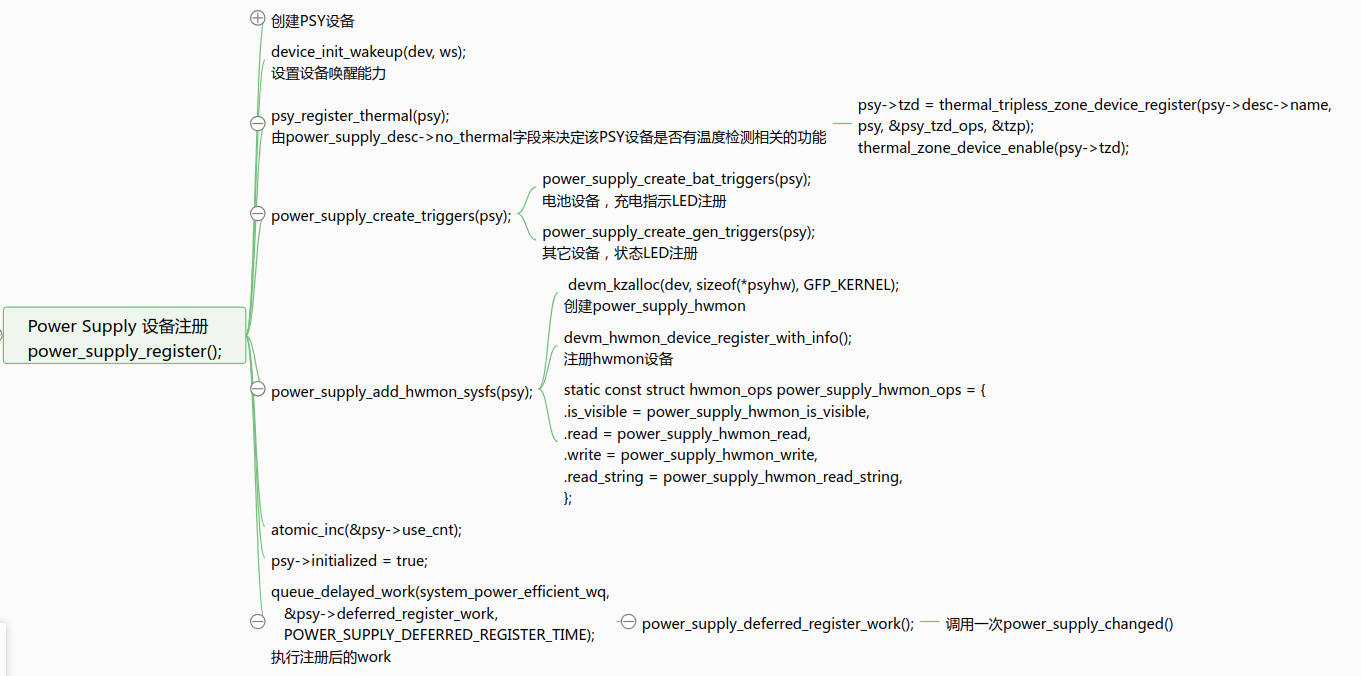 创建PSY设备
device_init_wakeup(dev, ws);
设置设备唤醒能力
psy_register_thermal(psy);
由power_supply_desc->no_thermal字段来决定该PSY设备是否有温度检测相关的功能
psy->tzd = thermal_tripless_zone_device_register(psy->desc->name,
psy, &psy_tzd_ops, &tzp);
thermal_zone_device_enable(psy->tzd);
power_supply_create_triggers(psy);
power_supply_create_bat_triggers(psy);
电池设备，充电指示LED注册
power_supply_create_gen_triggers(psy);
其它设备，状态LED注册
Power Supply 设备注册
power_supply_register();
power_supply_add_hwmon_sysfs(psy);
devm_kzalloc(dev, sizeof(*psyhw), GFP_KERNEL);
创建power_supply_hwmon
devm_hwmon_device_register_with_info();
注册hwmon设备
static const struct hwmon_ops power_supply_hwmon_ops = {
.is_visible = power_supply_hwmon_is_visible,
.read = power_supply_hwmon_read,
.write = power_supply_hwmon_write,
.read_string = power_supply_hwmon_read_string,
};
atomic_inc(&psy->use_cnt);
psy->initialized = true;
queue_delayed_work(system_power_efficient_wq,
&psy->deferred_register_work,
POWER_SUPPLY_DEFERRED_REGISTER_TIME);
执行注册后的work
power_supply_deferred_register_work();
调用一次power_supply_changed()